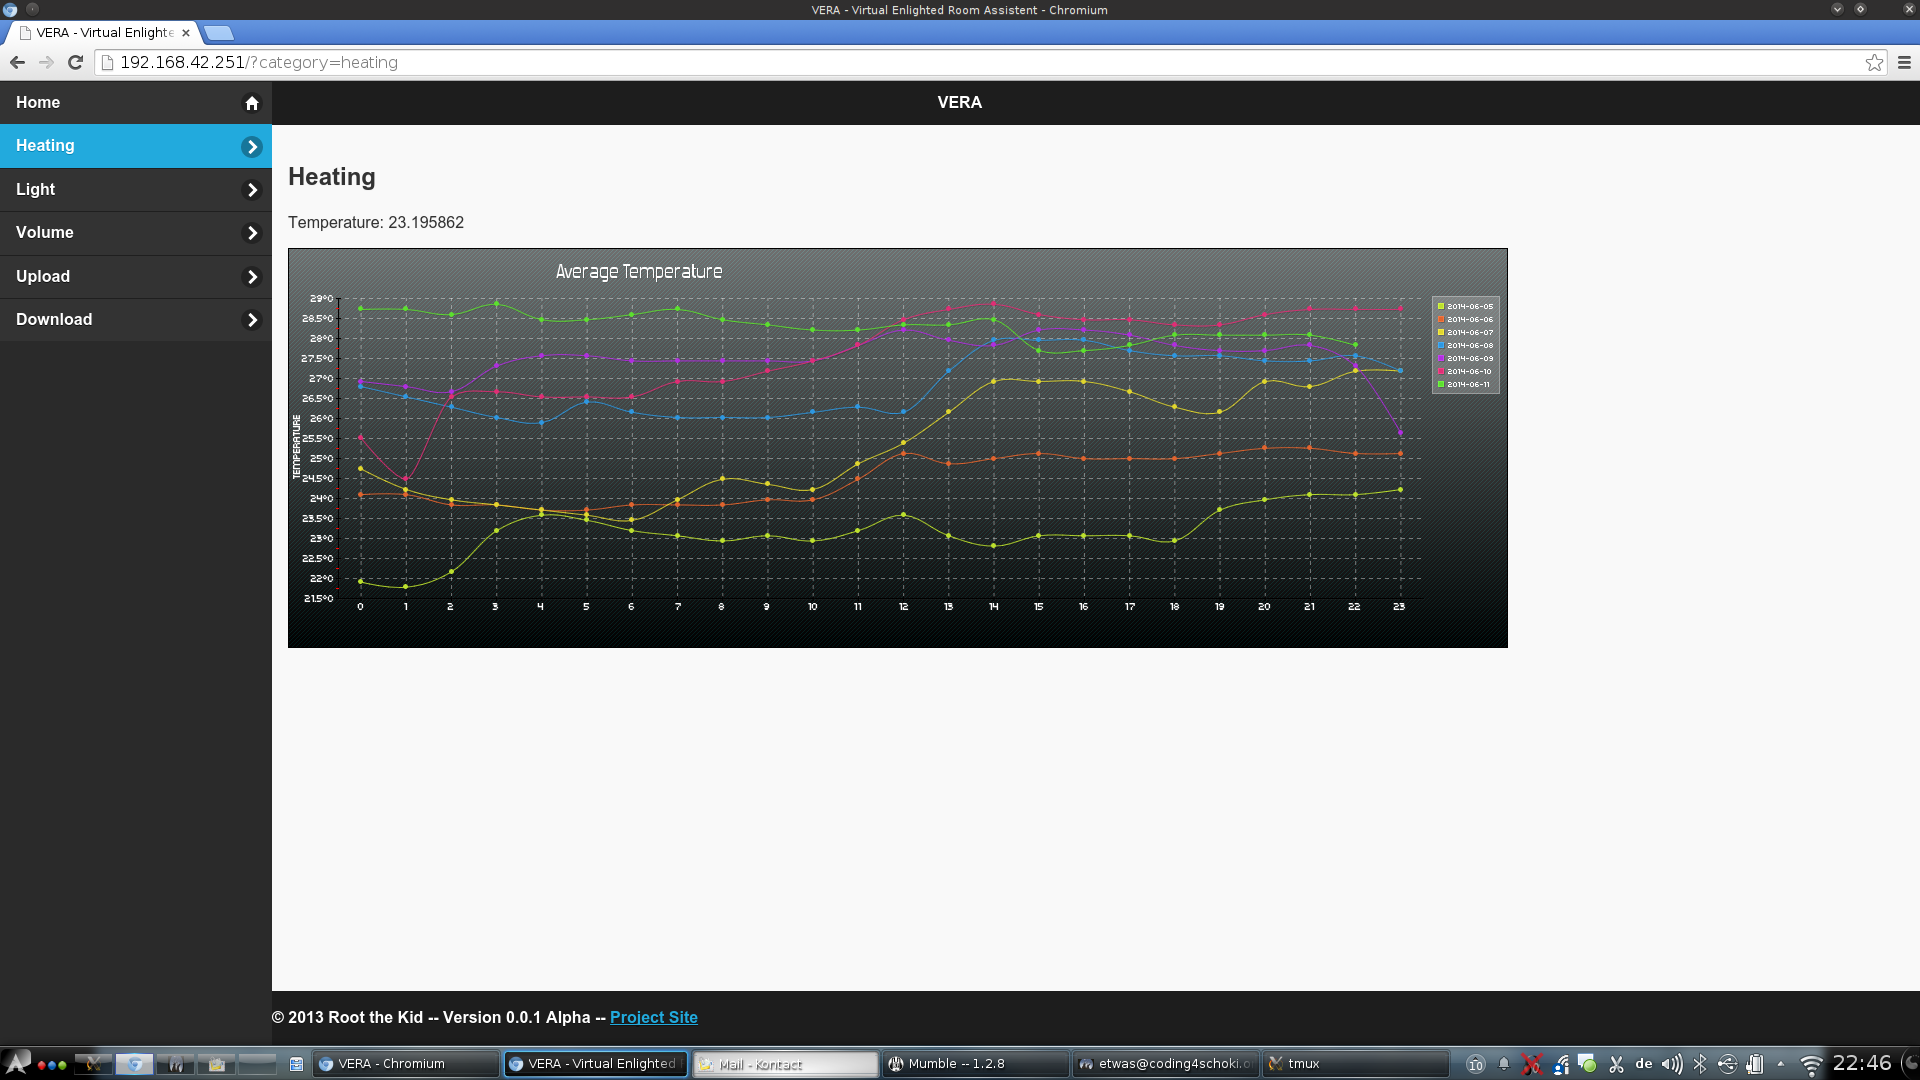 VERA - Virtual Enlighted Room Assistent - Chromium
VERA - Virtual Enlighte
192.168.42.251/?category=heating
Home
VERA
Heating
Light
Volume
Upload
Download
Heating
Temperature: 23.195862
Average Temperature
TEMPERATURE
29°C
28.5°C
28°C
27.5°C
27°C
26.5°C
26°C
25.5°C
25°C
24.5°C
24°C
23.5°C
23°C
22.5°C
22°C
21.5°C
0 1 2 3 4 5 6 7 8 9 10 11 12 13 14 15 16 17 18 19 20 21 22 23
2014-06-05
2014-06-06
2014-06-07
2014-06-08
2014-06-09
2014-06-10
2014-06-11
© 2013 Root the Kid -- Version 0.0.1 Alpha -- Project Site
VERA - Chromium
VERA - Virtual Enlighted
Mail - Kontact
Mumble -- 1.2.8
etwas@coding4schoki.o
tmux
10
de
22:46